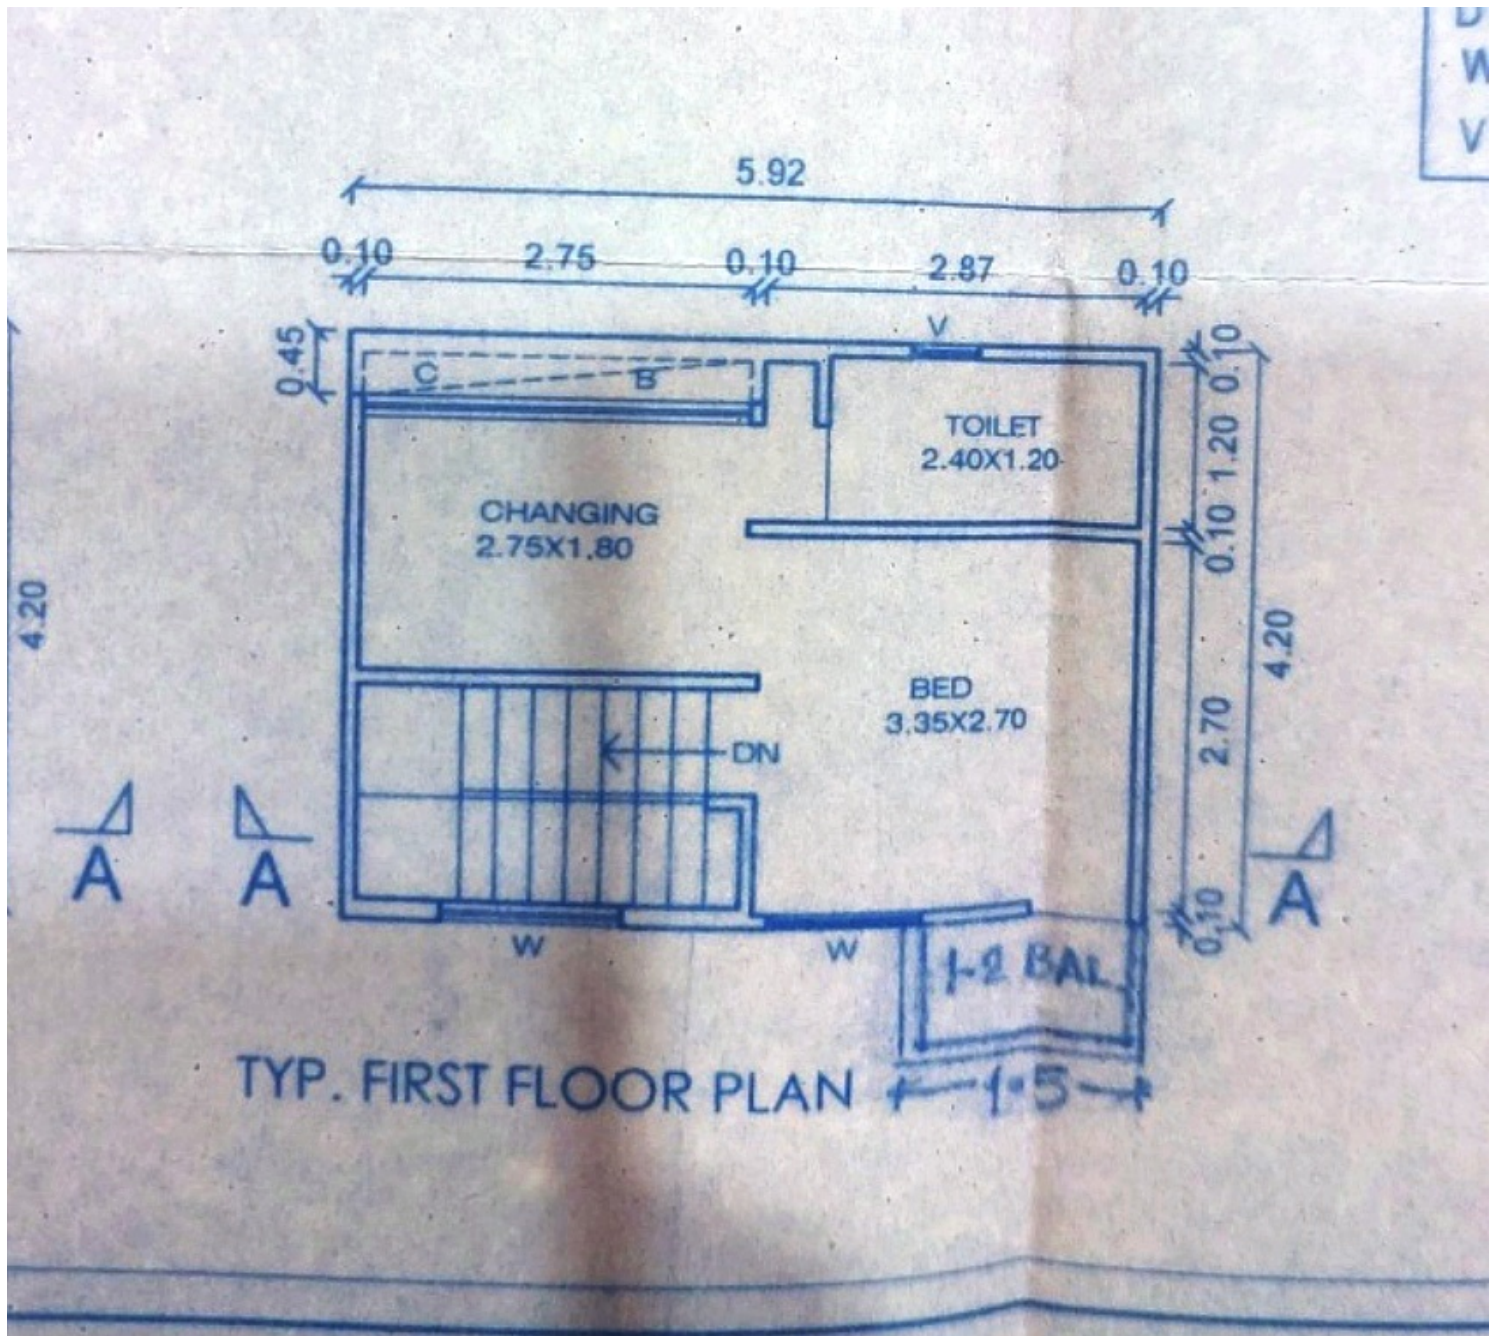 D
W
V
5.92
0.10 2.75 0.10 2.87 0.10
V
0.45
C B
0.10
TOILET
2.40X1.20
1.20
CHANGING
2.75X1.80
0.10
4.20
4.20
BED
3.35X2.70
2.70
DN
A A A
0.10
W W
1-2 BAL
TYP. FIRST FLOOR PLAN
1.5